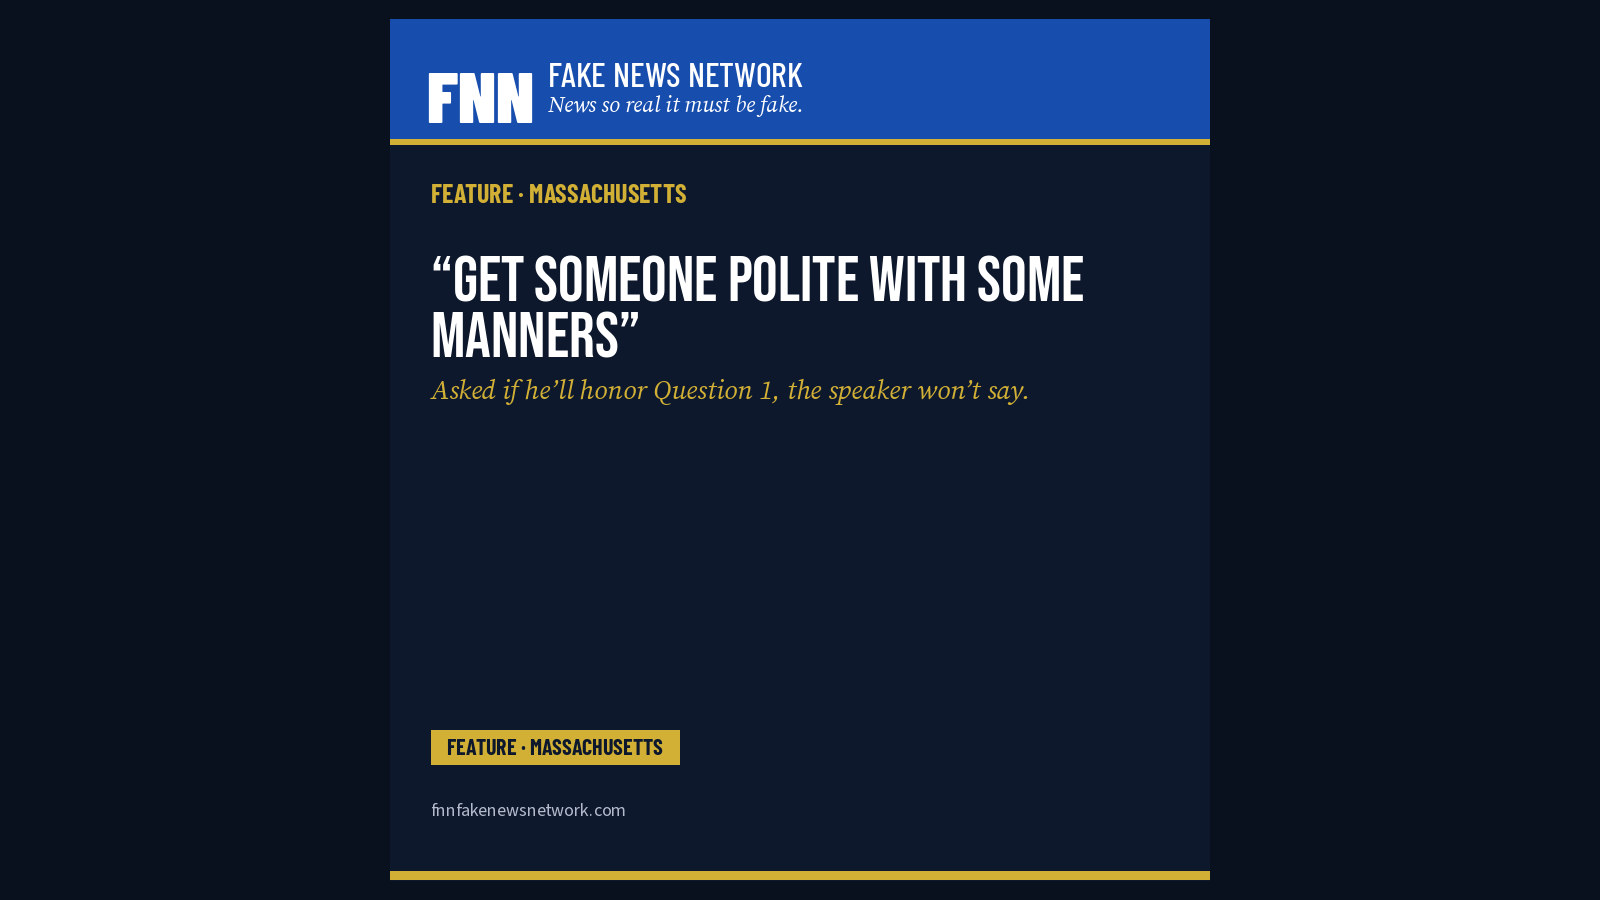 FNN
FAKE NEWS NETWORK
News so real it must be fake.
FEATURE · MASSACHUSETTS
“GET SOMEONE POLITE WITH SOME
MANNERS”
Asked if he’ll honor Question 1, the speaker won’t say.
FEATURE · MASSACHUSETTS
fnnfakenewsnetwork.com